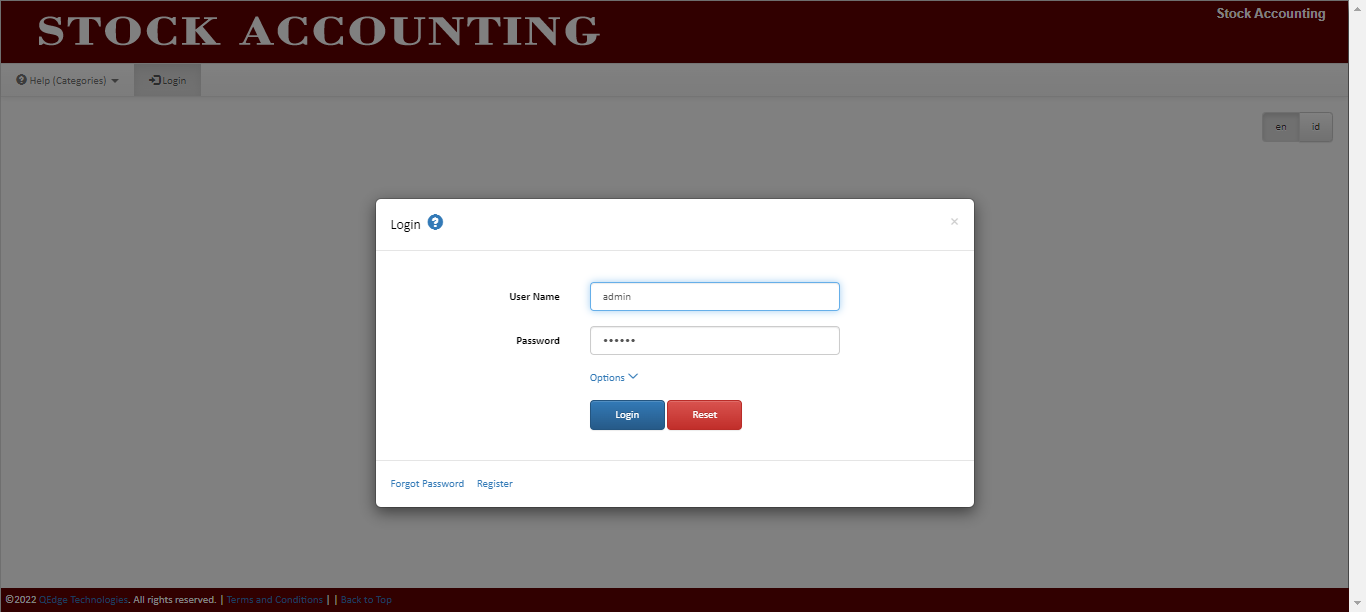 STOCK ACCOUNTING
Stock Accounting
Help (Categories) Login
en id
Login ?
×
User Name admin
Password ••••••
Options
Login Reset
Forgot Password Register
©2022 QEdge Technologies. All rights reserved. | Terms and Conditions | | Back to Top